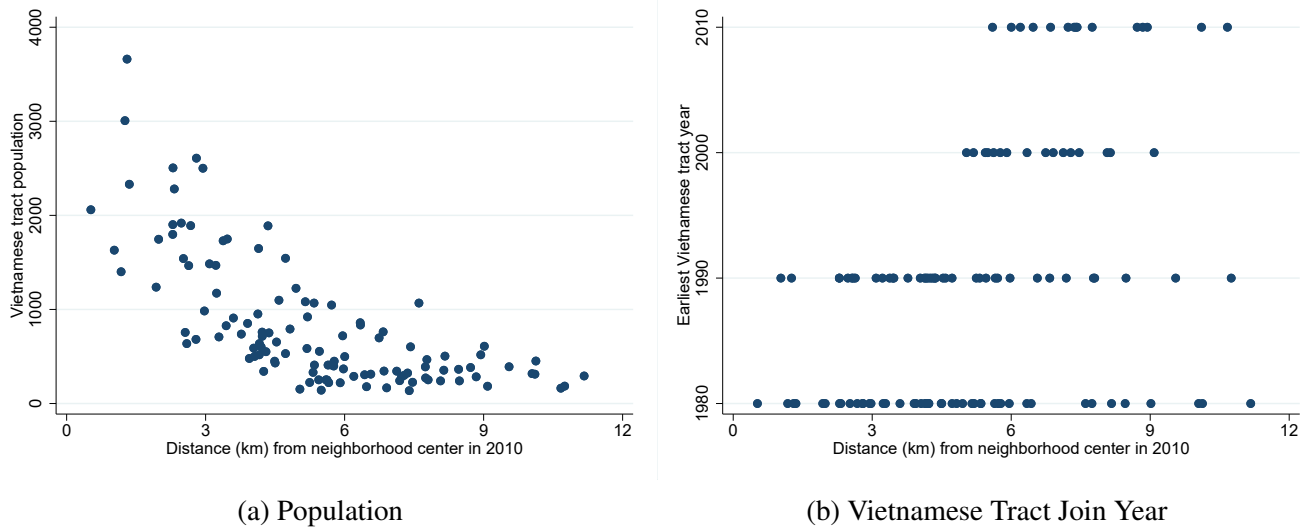 4000
3000
2000
1000
0
Vietnamese tract population
0 3 6 9 12
Distance (km) from neighborhood center in 2010
(a) Population
2010
2000
1990
1980
Earliest Vietnamese tract year
0 3 6 9 12
Distance (km) from neighborhood center in 2010
(b) Vietnamese Tract Join Year